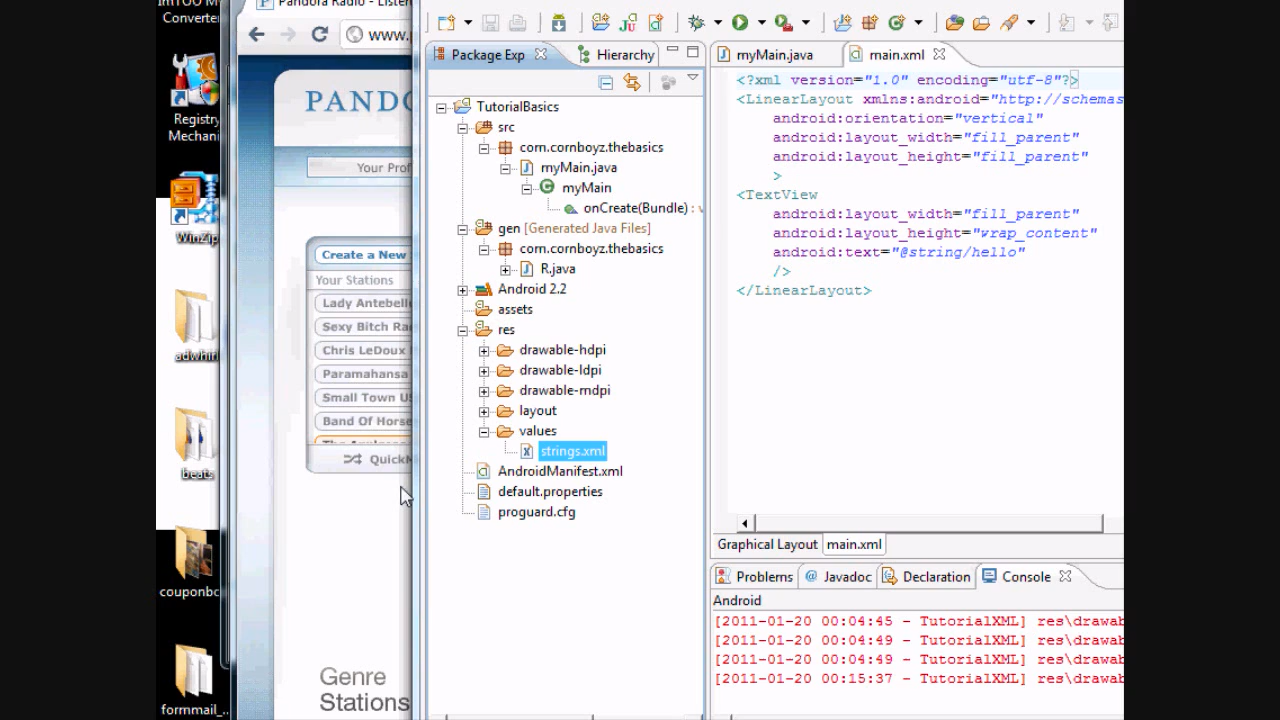 ImTOO M
Converter
Registry
Mechani
WinZip
adwhirl
beats
couponbc
formmail_..
Pandora Radio - Listen
www.p
PANDO
Your Prof
Create a New
Your Stations
Lady Antebelle
Sexy Bitch Rad
Chris LeDoux
Paramahansa
Small Town US
Band Of Horse
QuickM
Genre
Stations
Package Exp
Hierarchy
TutorialBasics
src
com.cornboyz.thebasics
myMain.java
myMain
onCreate(Bundle) : v
gen [Generated Java Files]
com.cornboyz.thebasics
R.java
Android 2.2
assets
res
drawable-hdpi
drawable-ldpi
drawable-mdpi
layout
values
strings.xml
AndroidManifest.xml
default.properties
proguard.cfg
myMain.java
main.xml
<?xml version="1.0" encoding="utf-8"?>
<LinearLayout xmlns:android="http://schemas
android:orientation="vertical"
android:layout_width="fill_parent"
android:layout_height="fill_parent"
>
<TextView
android:layout_width="fill_parent"
android:layout_height="wrap_content"
android:text="@string/hello"
/>
</LinearLayout>
Graphical Layout
main.xml
Problems
@ Javadoc
Declaration
Console
Android
[2011-01-20 00:04:45 - TutorialXML] res\drawab
[2011-01-20 00:04:49 - TutorialXML] res\drawab
[2011-01-20 00:04:49 - TutorialXML] res\drawab
[2011-01-20 00:15:37 - TutorialXML] res\drawab